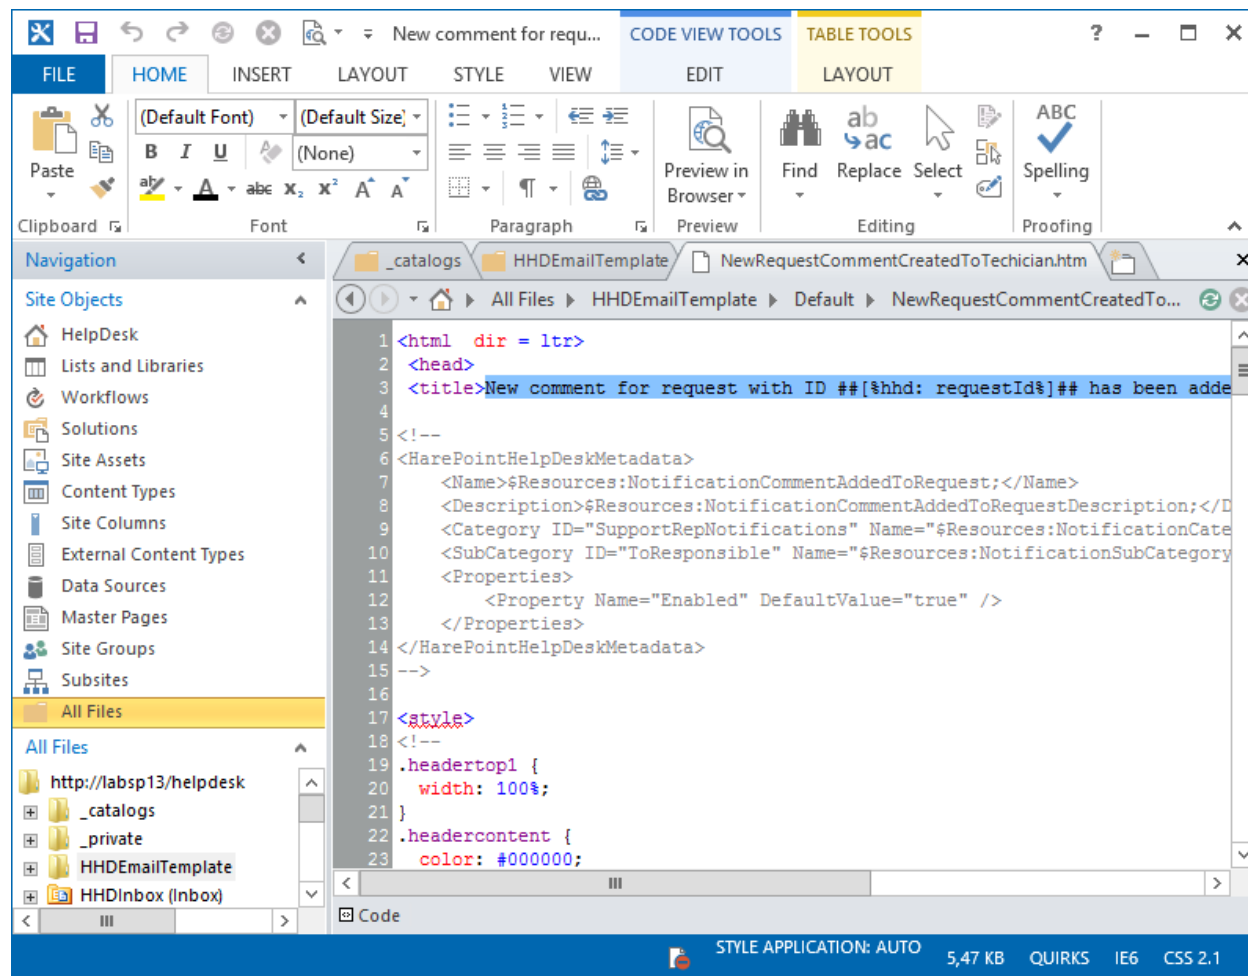 New comment for requ... CODE VIEW TOOLS TABLE TOOLS ?
FILE HOME INSERT LAYOUT STYLE VIEW EDIT LAYOUT
(Default Font) (Default Size)
B I U (None)
ab A abc x₂ x² A A
Paste
Preview in
Browser
Find
ab
ac
Replace
Select
ABC
Spelling
Clipboard Font Paragraph Preview Editing Proofing
Navigation
Site Objects
HelpDesk
Lists and Libraries
Workflows
Solutions
Site Assets
Content Types
Site Columns
External Content Types
Data Sources
Master Pages
Site Groups
Subsites
All Files
All Files
http://labsp13/helpdesk
_catalogs
_private
HHDEmailTemplate
HHDInbox (Inbox)
_catalogs HHDEmailTemplate NewRequestCommentCreatedToTechician.htm
All Files HHDEmailTemplate Default NewRequestCommentCreatedTo...
1 <html  dir = ltr>
2 <head>
3 <title>New comment for request with ID ##[%hhd: requestId%]## has been adde
4
5 <!--
6 <HarePointHelpDeskMetadata>
7 <Name>$Resources:NotificationCommentAddedToRequest;</Name>
8 <Description>$Resources:NotificationCommentAddedToRequestDescription;</D
9 <Category ID="SupportRepNotifications" Name="$Resources:NotificationCate
10 <SubCategory ID="ToResponsible" Name="$Resources:NotificationSubCategory
11 <Properties>
12 <Property Name="Enabled" DefaultValue="true" />
13 </Properties>
14 </HarePointHelpDeskMetadata>
15 -->
16
17 <style>
18 <!--
19 .headertop1 {
20 width: 100%;
21 }
22 .headercontent {
23 color: #000000;
Code
STYLE APPLICATION: AUTO 5,47 KB QUIRKS IE6 CSS 2.1